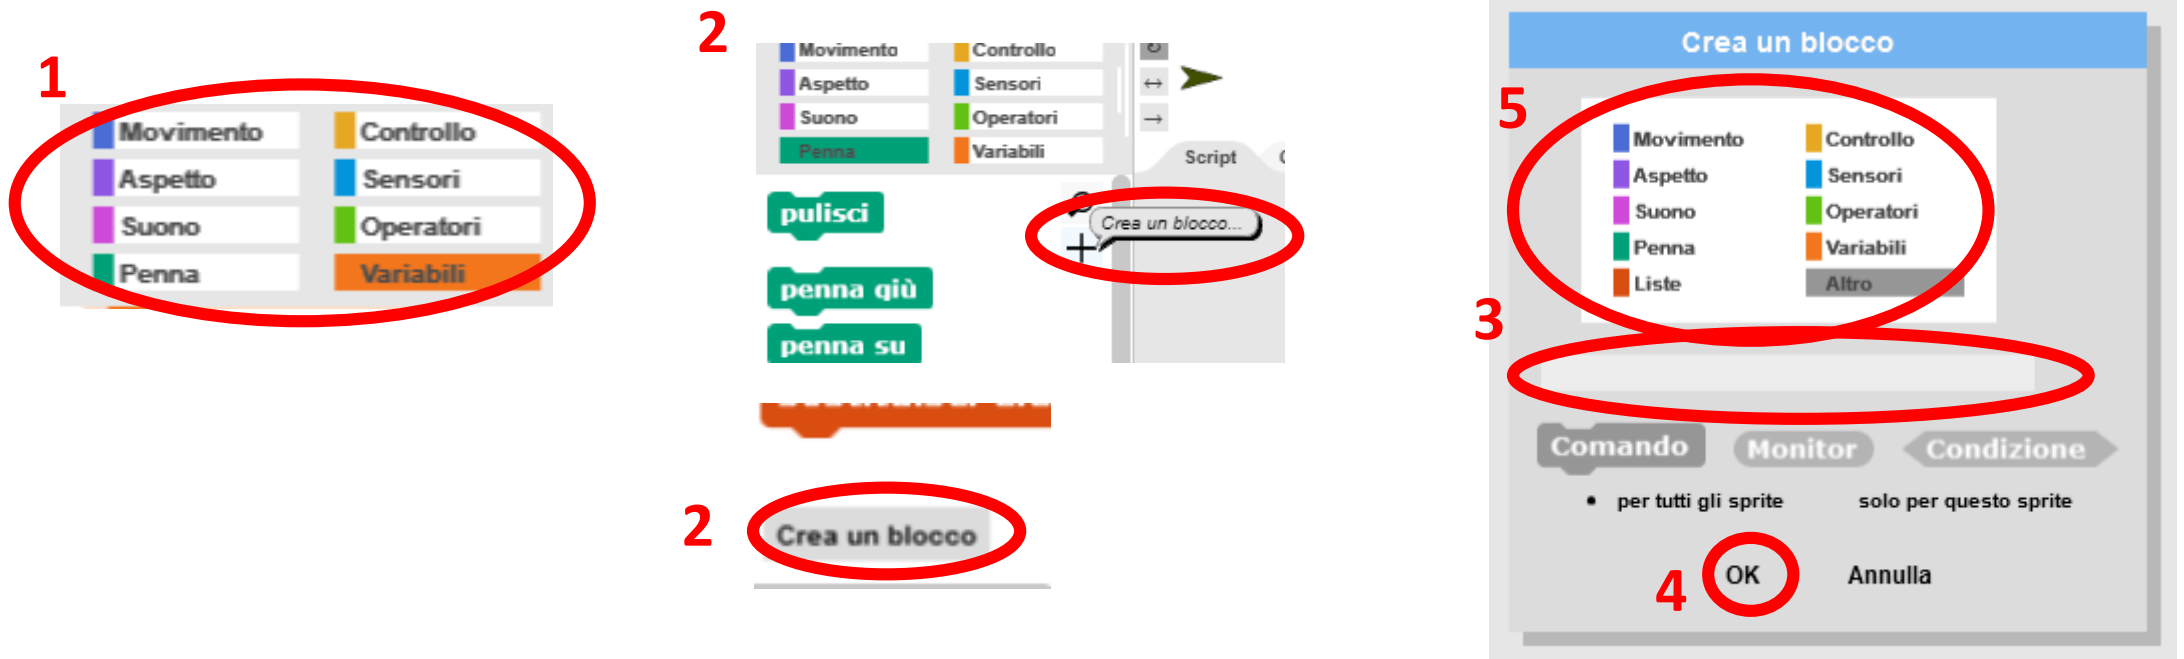 1
Movimento Controllo
Aspetto Sensori
Suono Operatori
Penna Variabili
2
Movimento Controllo
Aspetto Sensori
Suono Operatori
Penna Variabili
Script
pulisci
Crea un blocco...
penna giù
penna su
2
Crea un blocco
Crea un blocco
5
Movimento Controllo
Aspetto Sensori
Suono Operatori
Penna Variabili
Liste Altro
3
Comando Monitor Condizione
per tutti gli sprite solo per questo sprite
4
OK Annulla